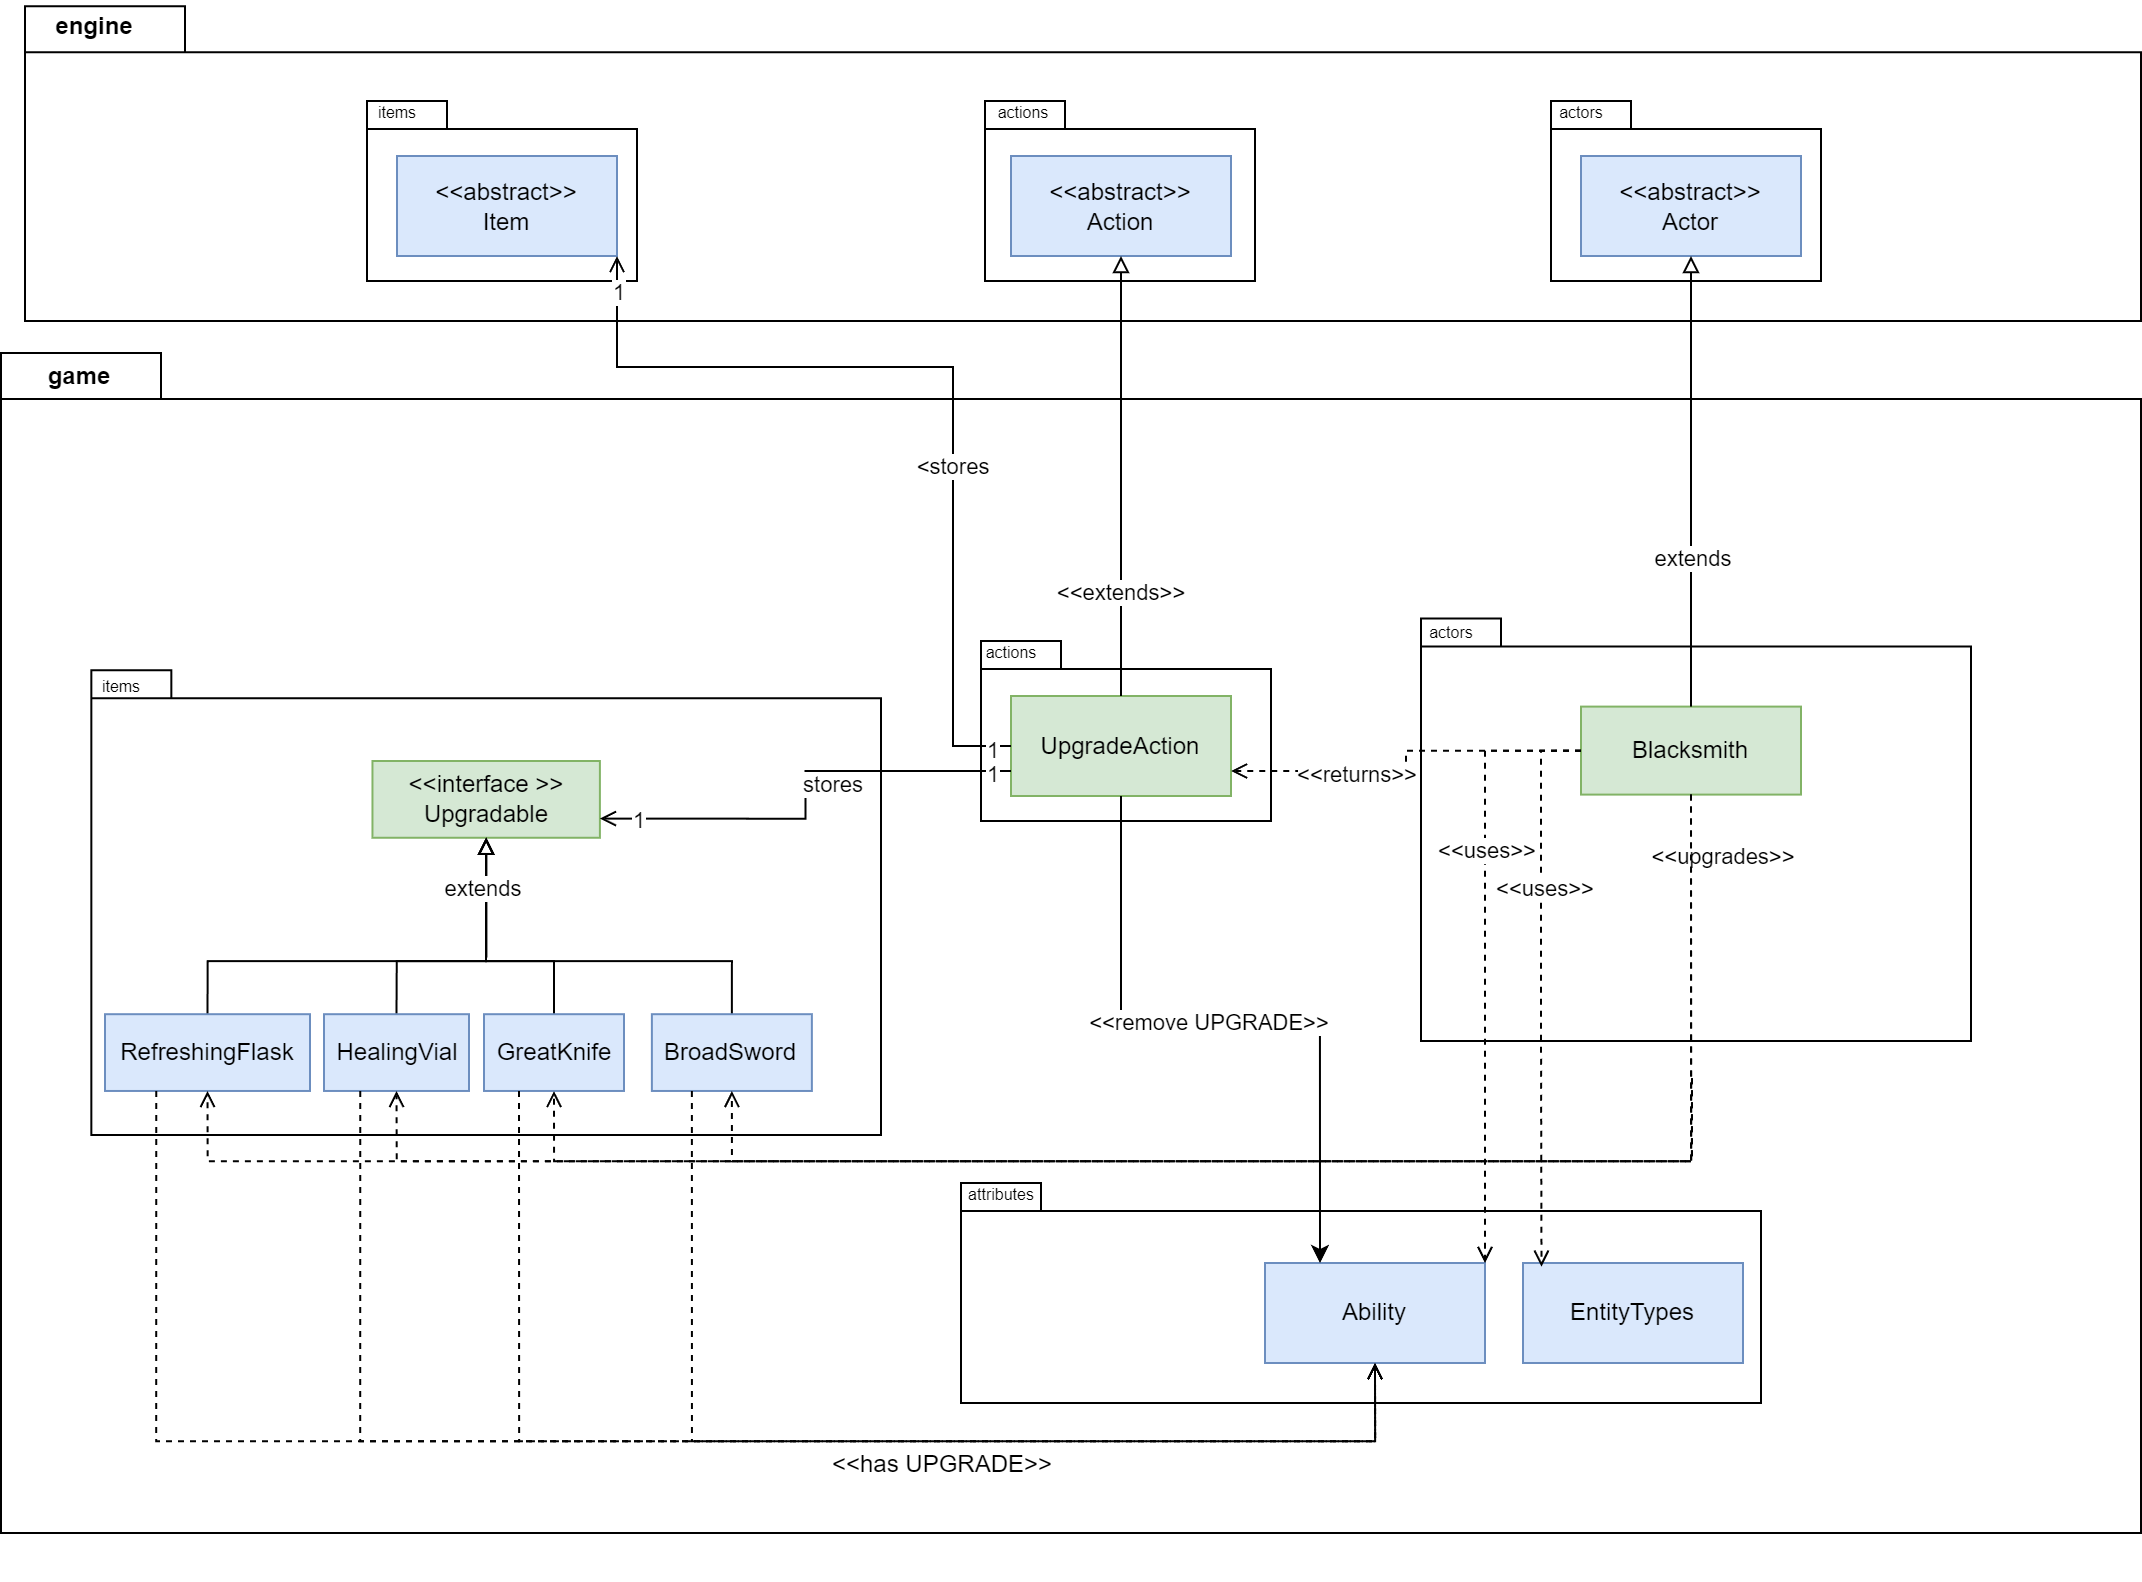 engine
items
actions
actors
<<abstract>>
Item
<<abstract>>
Action
<<abstract>>
Actor
1
game
<stores
extends
<<extends>>
actors
actions
items
UpgradeAction
1
1
Blacksmith
<<returns>>
<<interface >>
Upgradable
stores
1
<<uses>>
<<upgrades>>
extends
<<uses>>
<<remove UPGRADE>>
RefreshingFlask
HealingVial
GreatKnife
BroadSword
attributes
Ability
EntityTypes
<<has UPGRADE>>